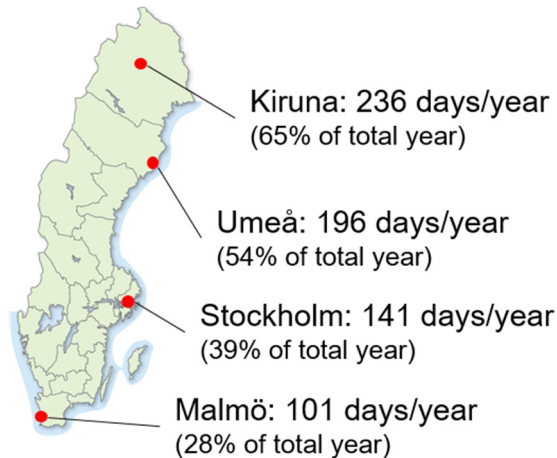 Kiruna: 236 days/year
(65% of total year)
Umeå: 196 days/year
(54% of total year)
Stockholm: 141 days/year
(39% of total year)
Malmö: 101 days/year
(28% of total year)